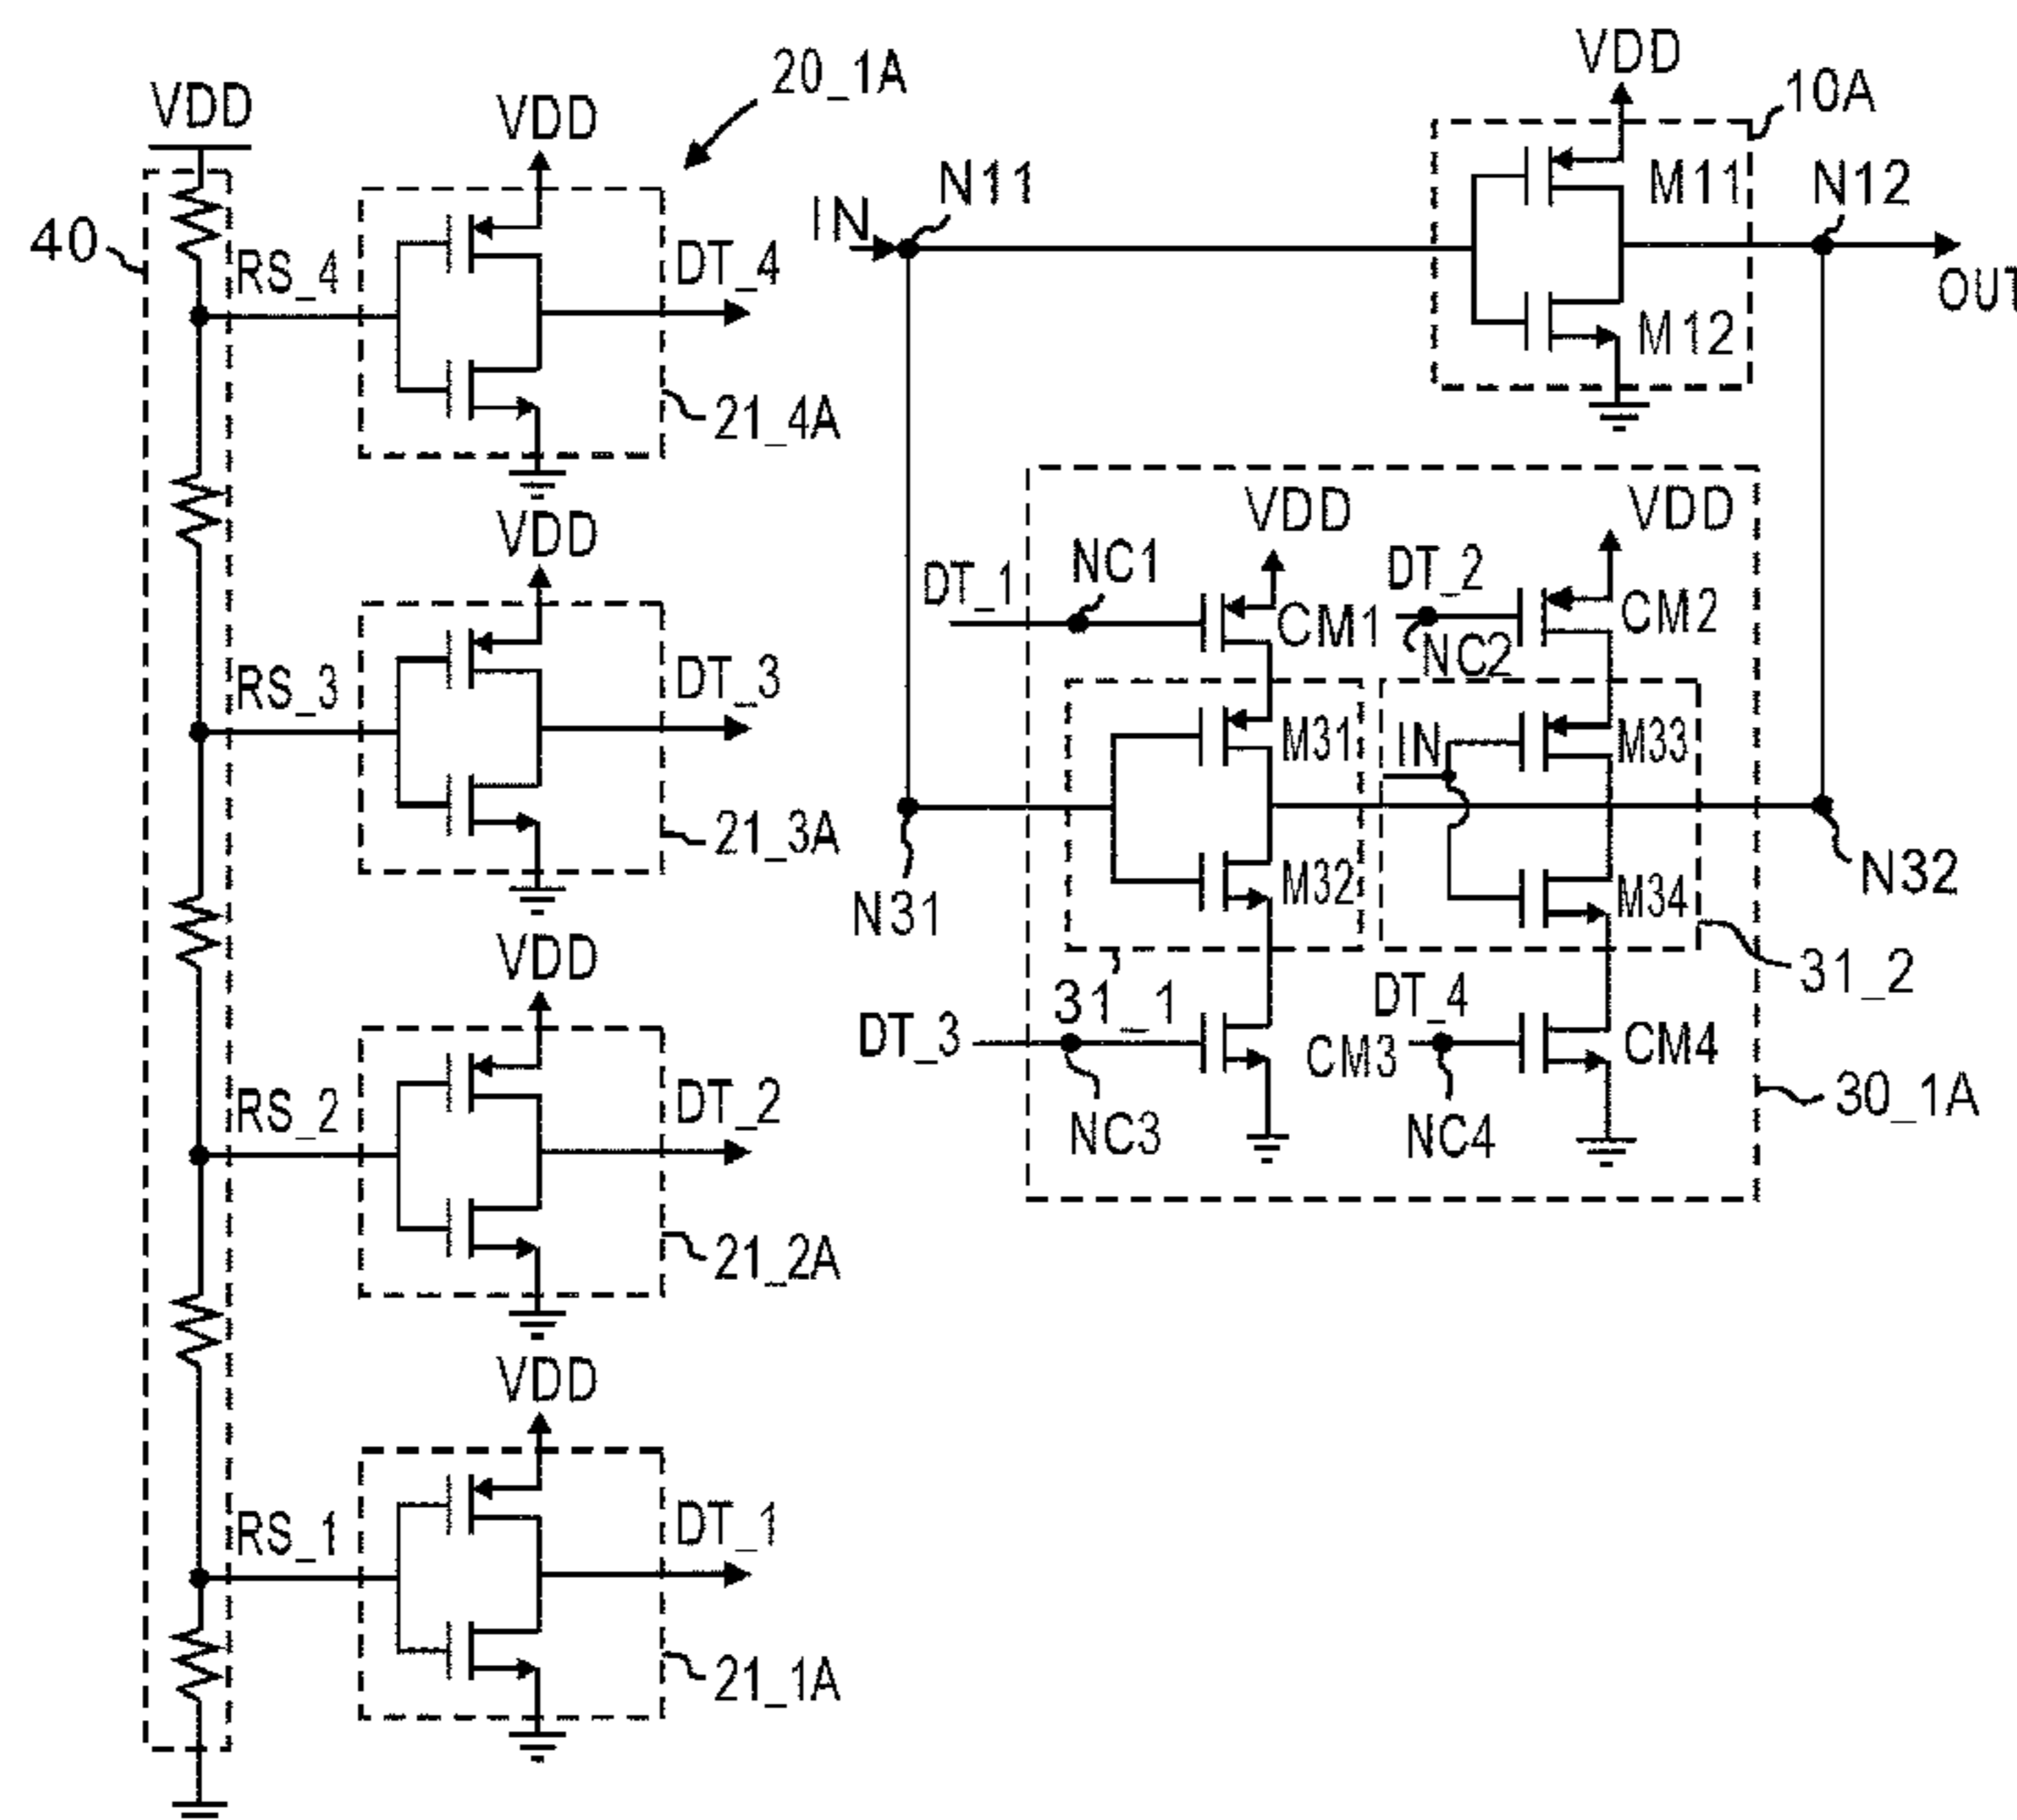 VDD
40
RS_4
VDD
DT_4
21_4A
20_1A
RS_3
VDD
DT_3
21_3A
RS_2
VDD
DT_2
21_2A
RS_1
VDD
DT_1
21_1A
IN
N11
VDD
10A
M11
M12
N12
OUT
DT_1
NC1
VDD
CM1
DT_2
NC2
VDD
CM2
M31
IN
M33
N31
M32
M34
N32
31_1
31_2
DT_3
NC3
CM3
DT_4
NC4
CM4
30_1A